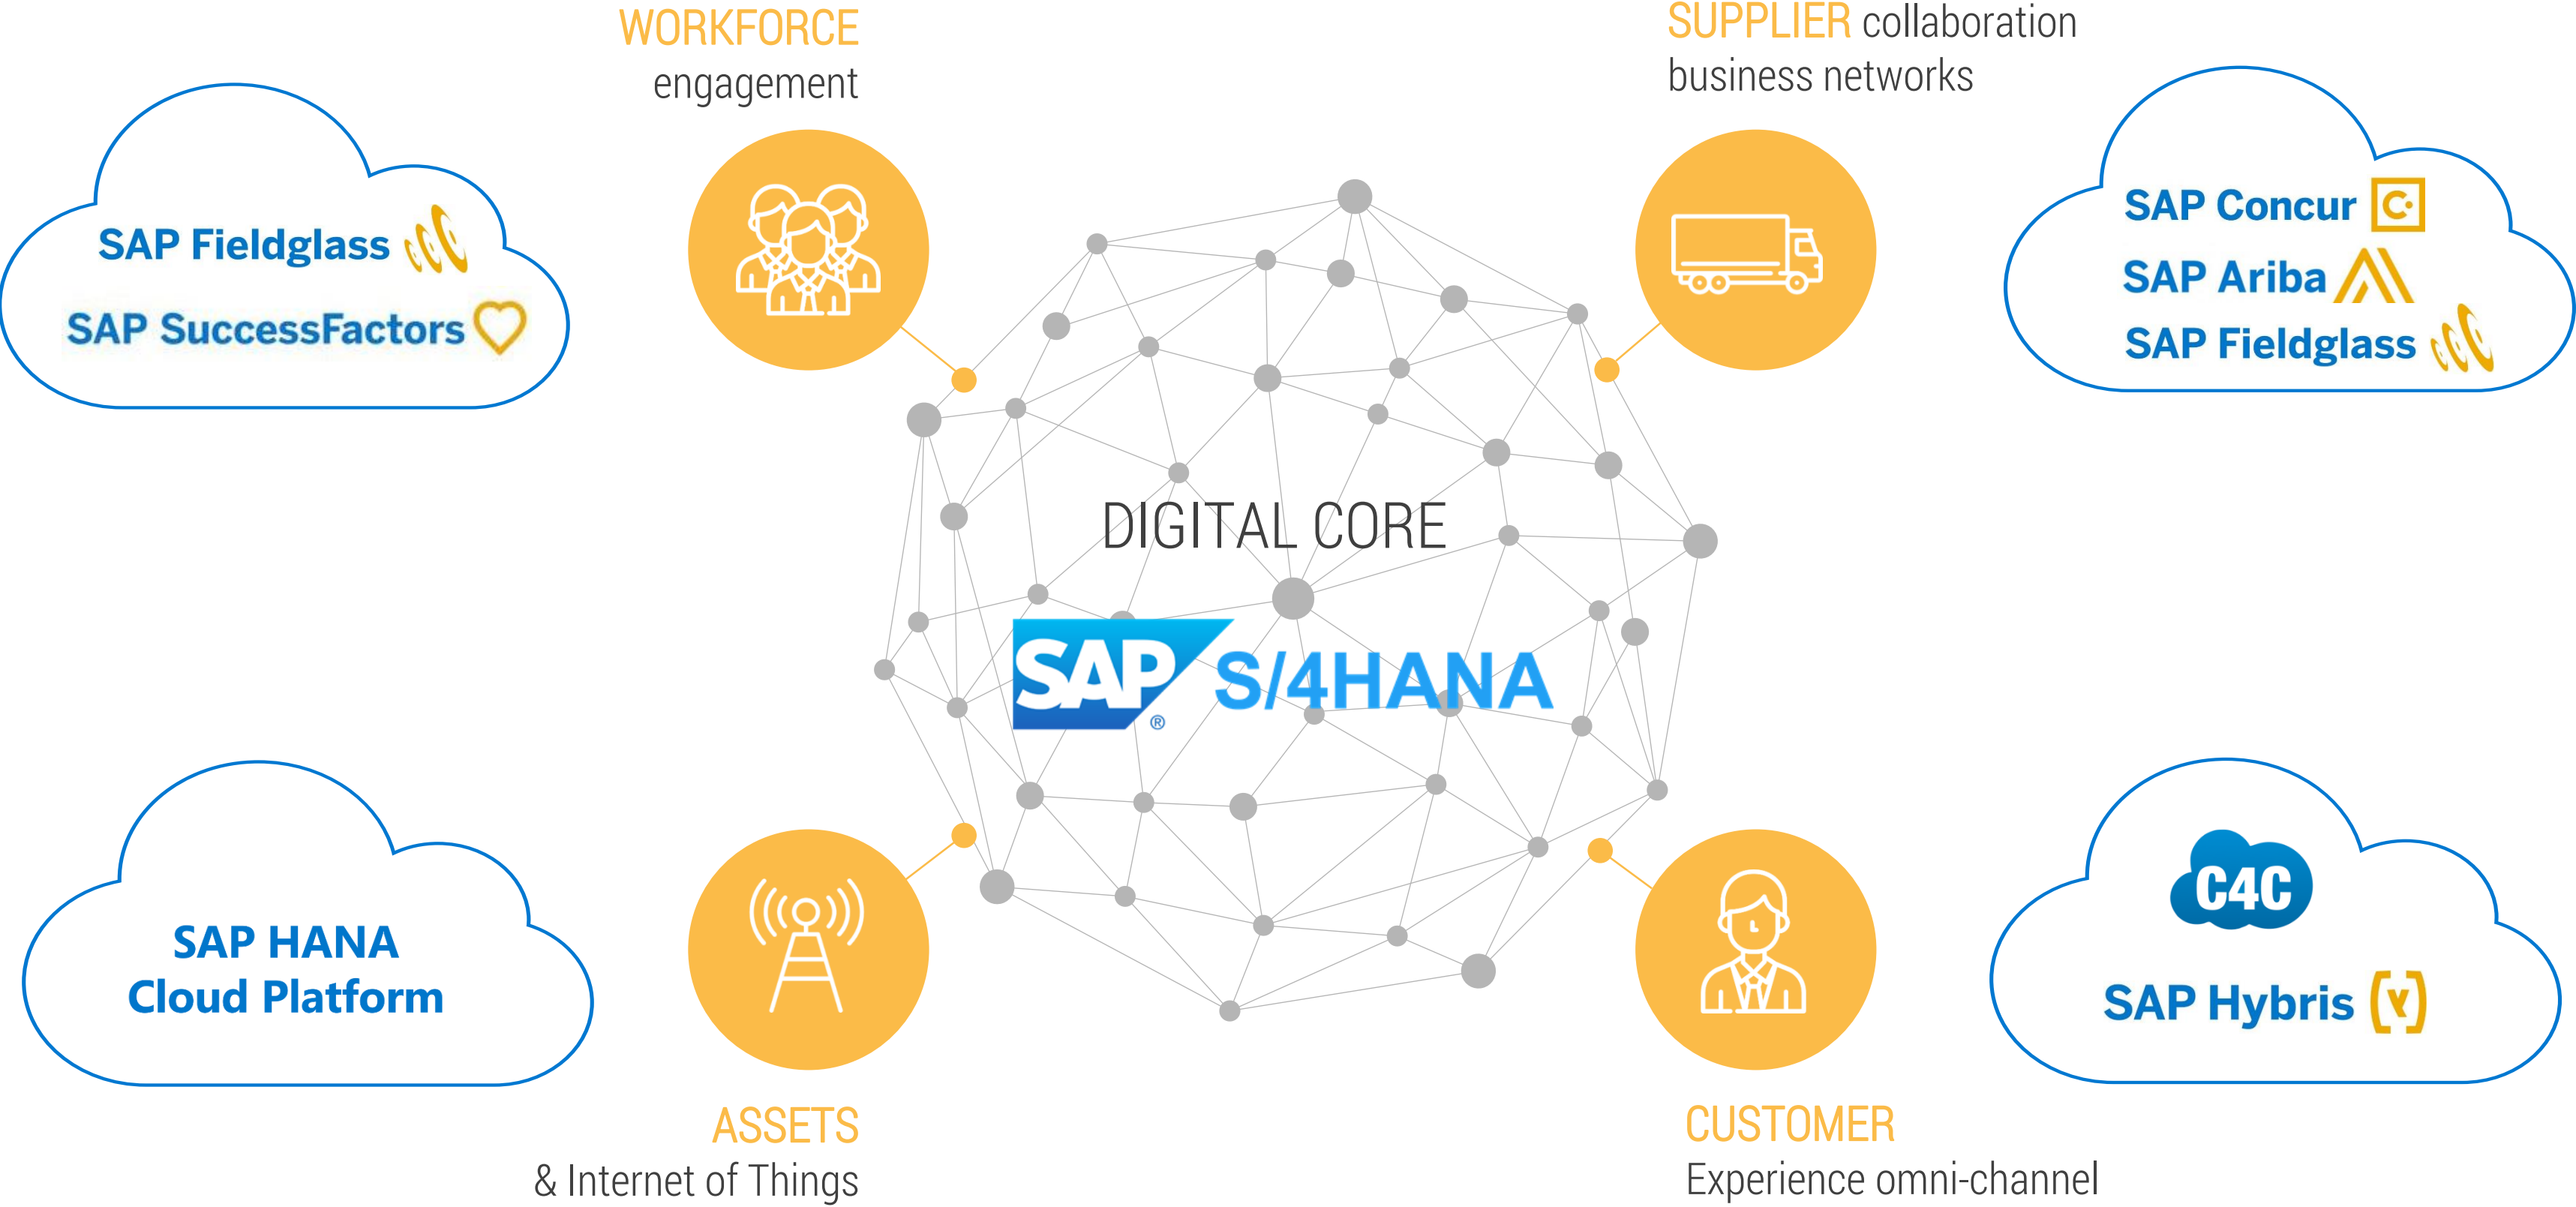 WORKFORCE
engagement
SUPPLIER collaboration
business networks
SAP Fieldglass
SAP SuccessFactors
SAP Concur
SAP Ariba
SAP Fieldglass
DIGITAL CORE
SAP® S/4HANA
SAP HANA
Cloud Platform
C4C
SAP Hybris
ASSETS
& Internet of Things
CUSTOMER
Experience omni-channel